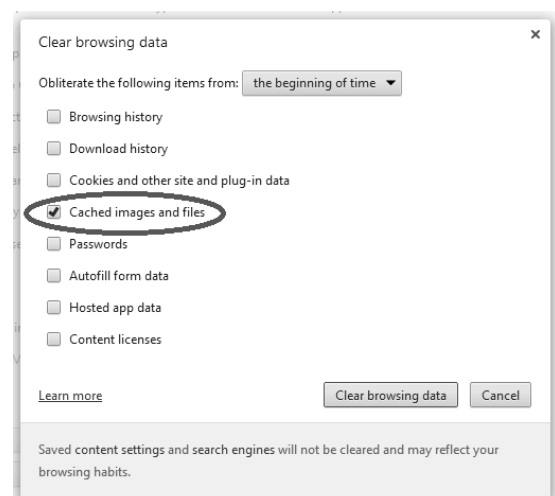 Clear browsing data
Obliterate the following items from: the beginning of time
Browsing history
Download history
Cookies and other site and plug-in data
Cached images and files
Passwords
Autofill form data
Hosted app data
Content licenses
Learn more Clear browsing data Cancel
Saved content settings and search engines will not be cleared and may reflect your
browsing habits.